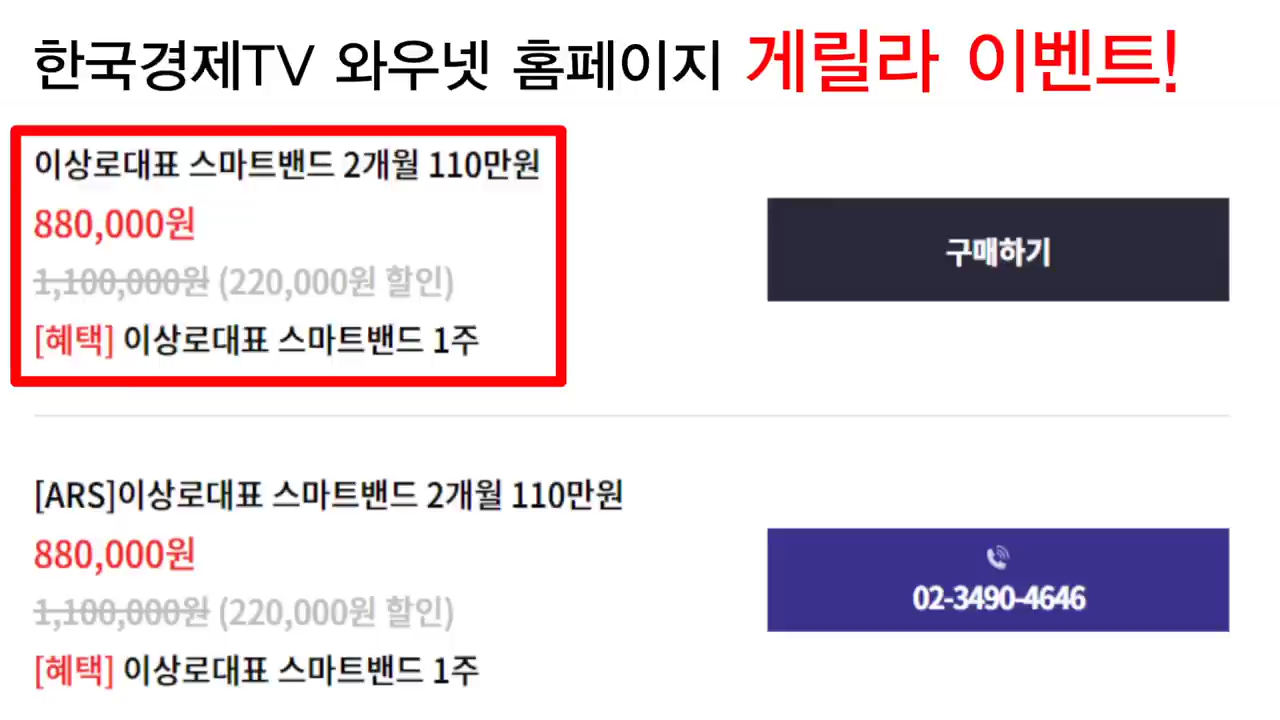 한국경제TV 와우넷 홈페이지 게릴라 이벤트!
이상로대표 스마트밴드 2개월 110만원
880,000원
1,100,000원 (220,000원 할인)
[혜택] 이상로대표 스마트밴드 1주
구매하기
[ARS]이상로대표 스마트밴드 2개월 110만원
880,000원
1,100,000원 (220,000원 할인)
[혜택] 이상로대표 스마트밴드 1주
02-3490-4646